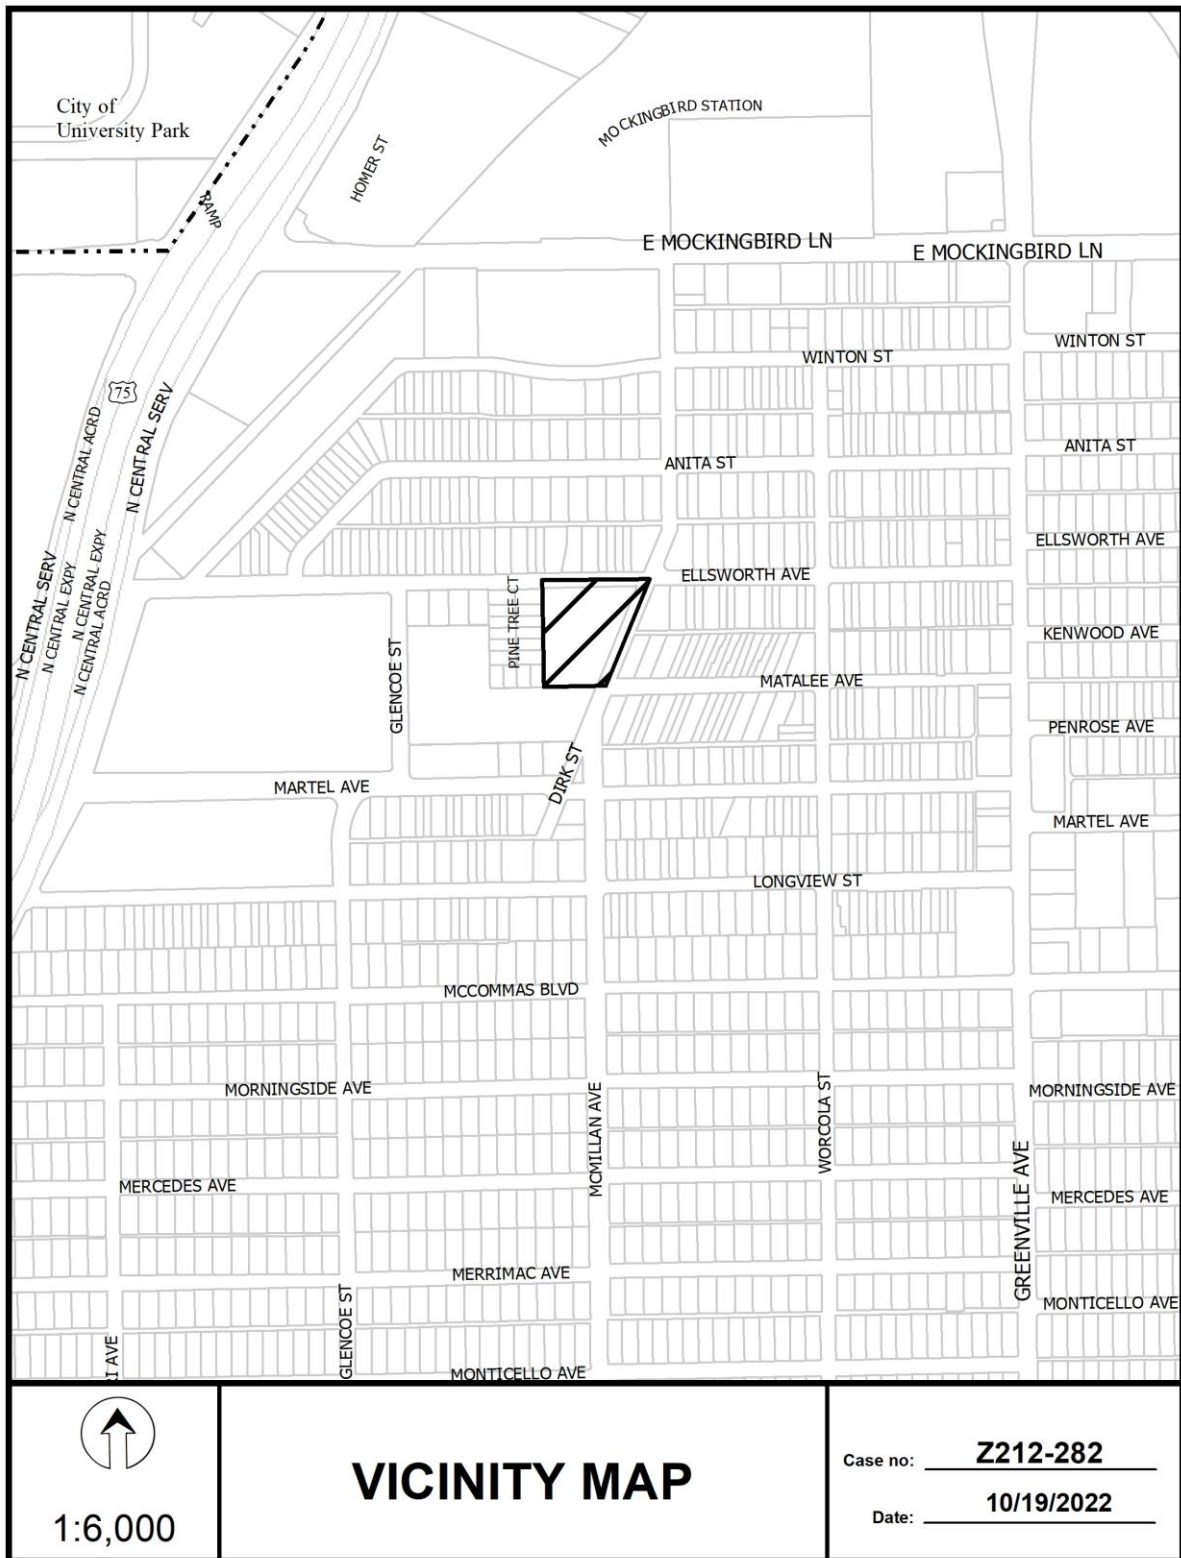 City of
University Park
MOCKINGBIRD STATION
HOMER ST
RAMP
E MOCKINGBIRD LN
E MOCKINGBIRD LN
WINTON ST
WINTON ST
75
N CENTRAL ACRD
N CENTRAL SERV
ANITA ST
ANITA ST
ELLSWORTH AVE
ELLSWORTH AVE
N CENTRAL SERV
N CENTRAL EXPY
N CENTRAL EXPY
N CENTRAL ACRD
PINE TREE CT
GLENCOE ST
KENWOOD AVE
MATALEE AVE
PENROSE AVE
DIRK ST
MARTEL AVE
MARTEL AVE
LONGVIEW ST
MCCOMMAS BLVD
MORNINGSIDE AVE
MORNINGSIDE AVE
MCMILLAN AVE
WORCOLA ST
GREENVILLE AVE
MERCEDES AVE
MERCEDES AVE
MERRIMAC AVE
MONTICELLO AVE
GLENCOE ST
RI AVE
MONTICELLO AVE
1:6,000
VICINITY MAP
Case no: Z212-282
Date: 10/19/2022